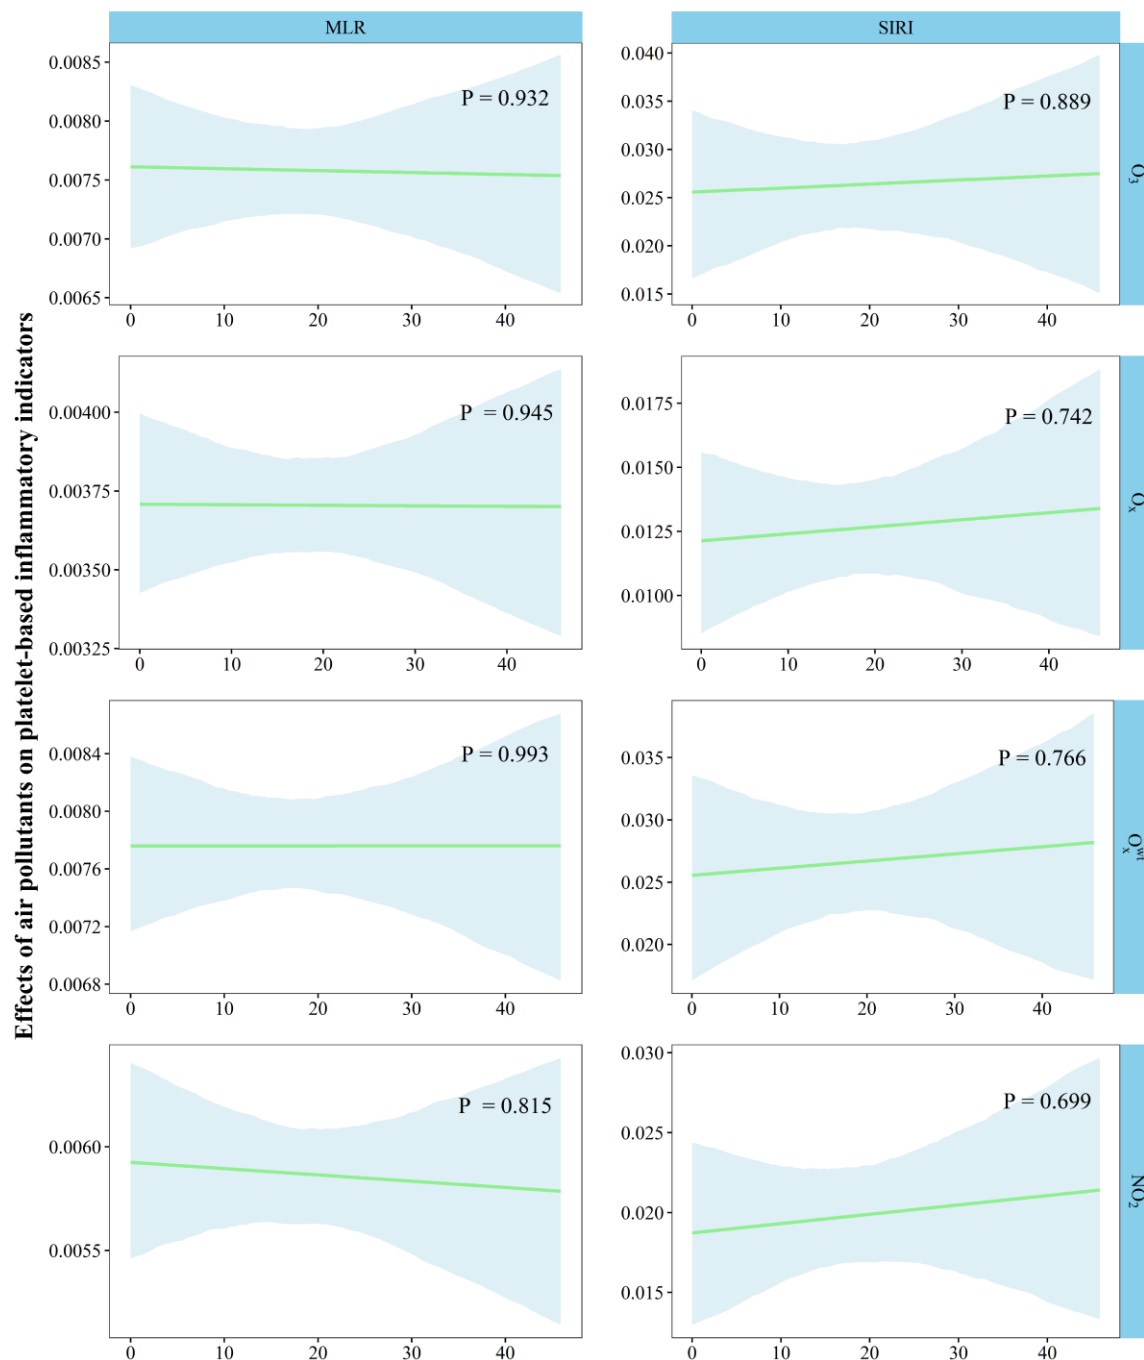 Effects of air pollutants on platelet-based inflammatory indicators
MLR
SIRI
0.0085
0.0080
0.0075
0.0070
0.0065
P = 0.932
0 10 20 30 40
0.040
0.035
0.030
0.025
0.020
0.015
P = 0.889
0 10 20 30 40
O₃
0.00400
0.00375
0.00350
0.00325
P = 0.945
0 10 20 30 40
0.0175
0.0150
0.0125
0.0100
P = 0.742
0 10 20 30 40
Oₓ
0.0084
0.0080
0.0076
0.0072
0.0068
P = 0.993
0 10 20 30 40
0.035
0.030
0.025
0.020
P = 0.766
0 10 20 30 40
ₓOʷᵗ
0.0060
0.0055
P = 0.815
0 10 20 30 40
0.030
0.025
0.020
0.015
P = 0.699
0 10 20 30 40
NO₂